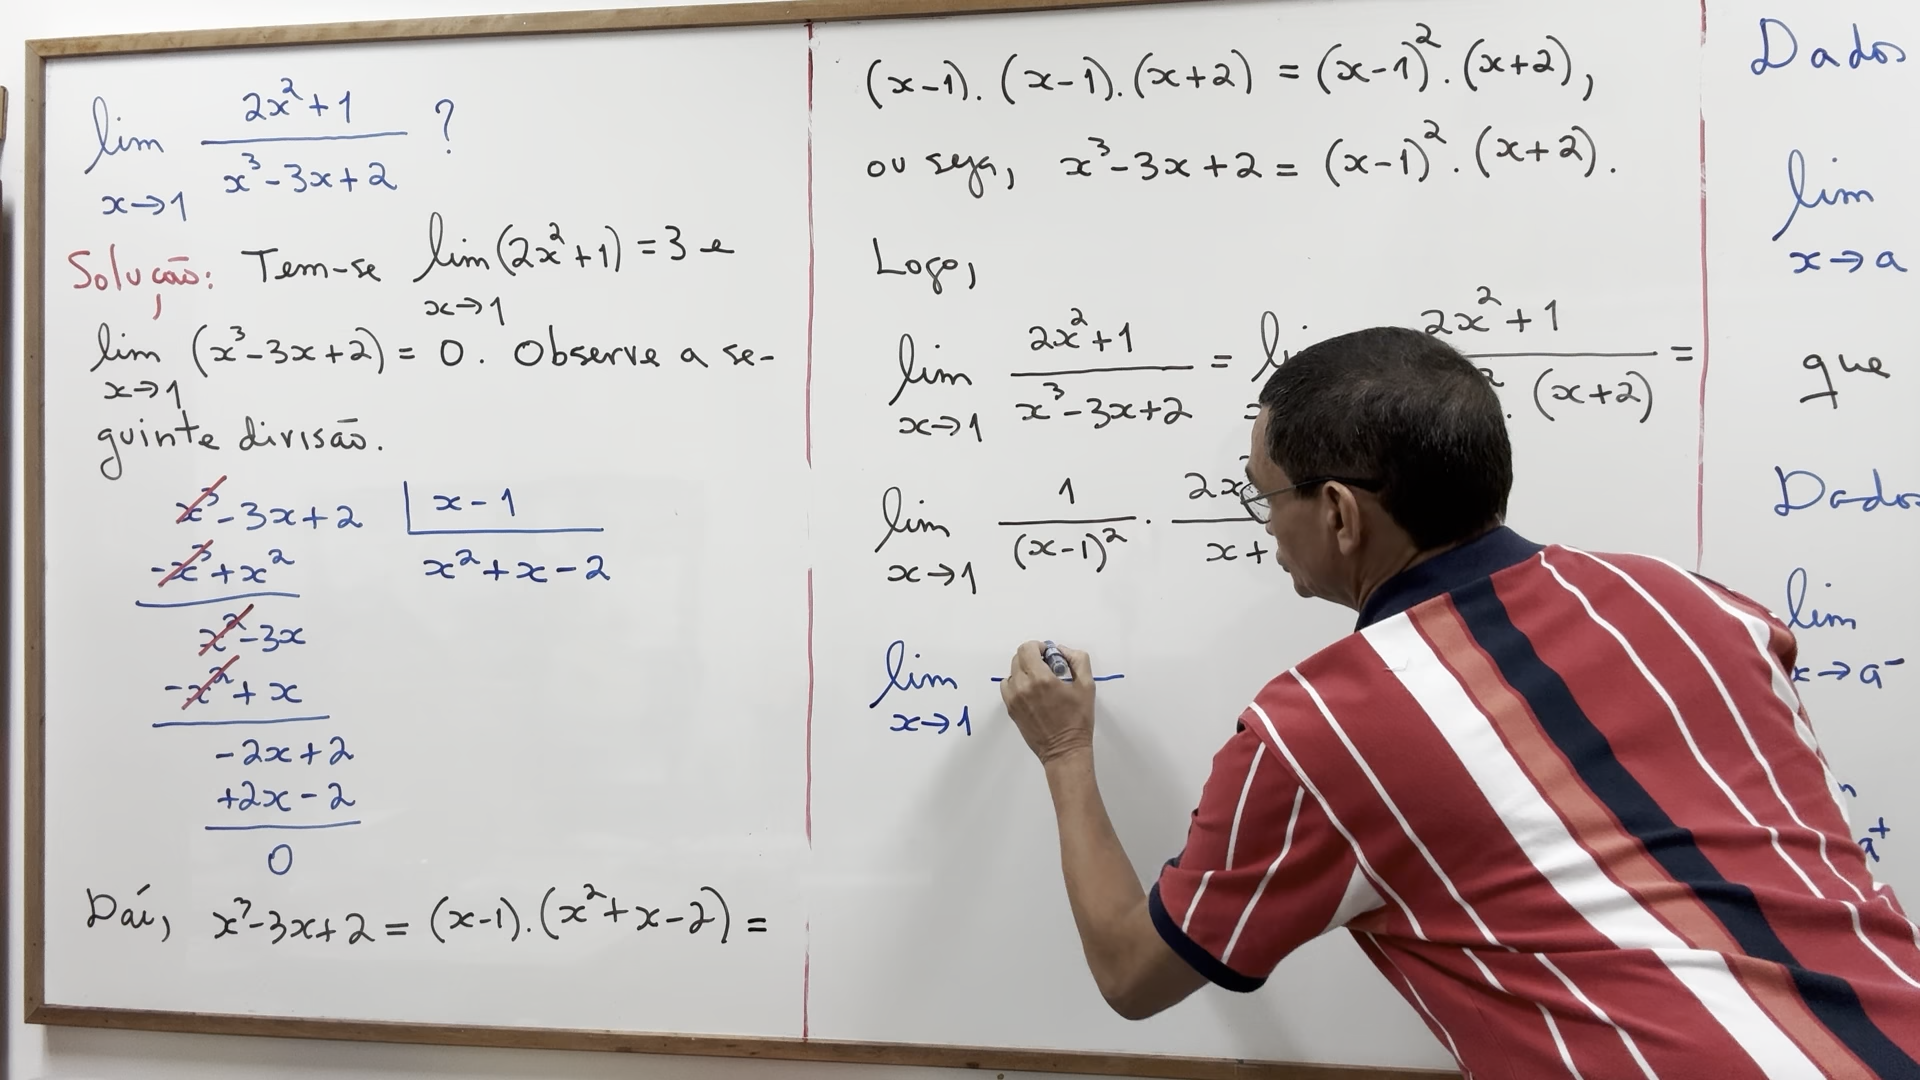 lim 2x²+1 / x³-3x+2 ?
x→1
Solução: Tem-se lim (2x²+1) = 3 e
x→1
lim (x³-3x+2) = 0. Observe a se-
x→1
guinte divisão.
x³-3x+2 | x-1
-x³+x² x²+x-2
x²-3x
-x²+x
-2x+2
+2x-2
0
Daí, x³-3x+2 = (x-1).(x²+x-2) =
(x-1).(x-1).(x+2) = (x-1)².(x+2),
ou seja, x³-3x+2 = (x-1)².(x+2).
Logo,
lim 2x²+1 / x³-3x+2 = 2x²+1 / . (x+2) =
x→1
lim 1 / (x-1)² . 2x / x+
x→1
lim
x→1
Dados
lim
x→a
que
Dados
lim
x→a⁻
a⁺